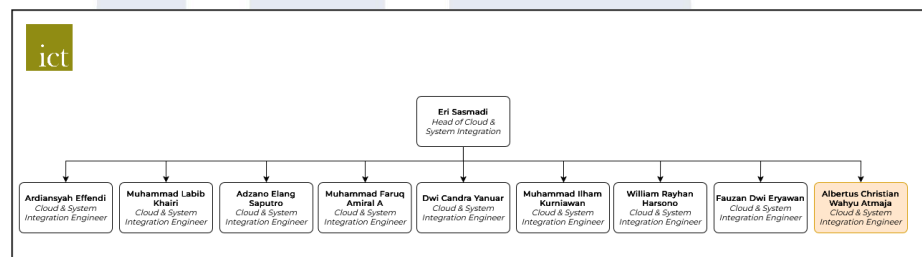 ict
Eri Sasmadi
Head of Cloud &
System Integration
Ardiansyah Effendi
Cloud & System
Integration Engineer
Muhammad Labib
Khairi
Cloud & System
Integration Engineer
Adzano Elang
Saputro
Cloud & System
Integration Engineer
Muhammad Faruq
Amiral A
Cloud & System
Integration Engineer
Dwi Candra Yanuar
Cloud & System
Integration Engineer
Muhammad Ilham
Kurniawan
Cloud & System
Integration Engineer
William Rayhan
Harsono
Cloud & System
Integration Engineer
Fauzan Dwi Eryawan
Cloud & System
Integration Engineer
Albertus Christian
Wahyu Atmaja
Cloud & System
Integration Engineer